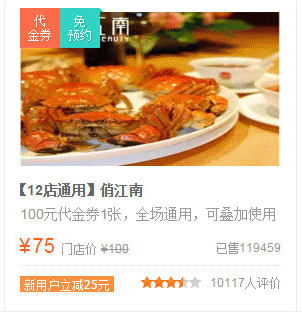 代
金券
免
预约
江南
BEAUTY
【12店通用】俏江南
100元代金券1张，全场通用，可叠加使用
¥75 门店价 ¥100 已售119459
新用户立减25元 10117人评价